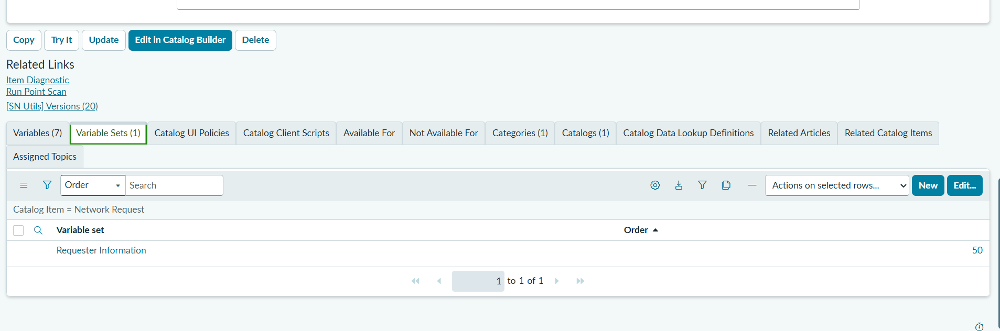 Copy Try It Update Edit in Catalog Builder Delete
Related Links
Item Diagnostic
Run Point Scan
[SN Utils] Versions (20)
Variables (7) Variable Sets (1) Catalog UI Policies Catalog Client Scripts Available For Not Available For Categories (1) Catalogs (1) Catalog Data Lookup Definitions Related Articles Related Catalog Items
Assigned Topics
Order Search Actions on selected rows... New Edit...
Catalog Item = Network Request
Variable set Order
Requester Information 50
1 to 1 of 1